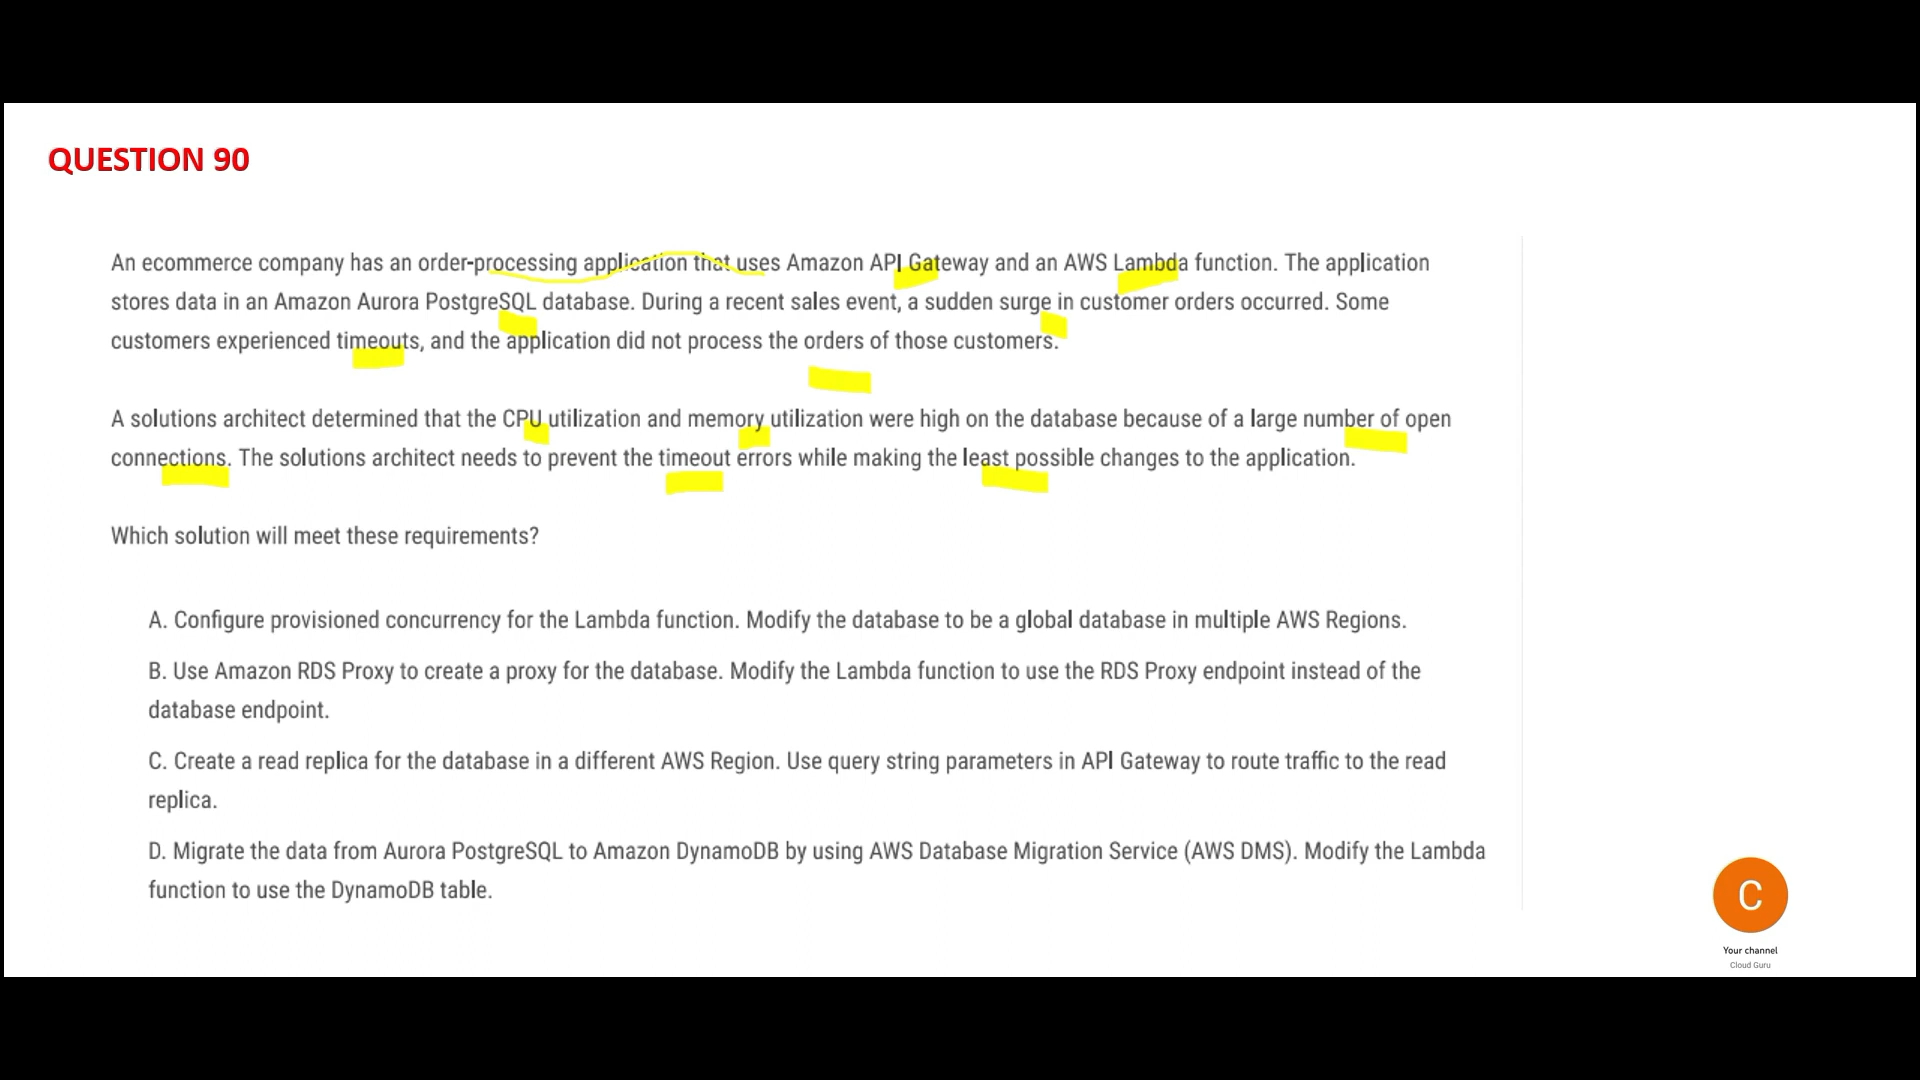 QUESTION 90
An ecommerce company has an order-processing application that uses Amazon API Gateway and an AWS Lambda function. The application
stores data in an Amazon Aurora PostgreSQL database. During a recent sales event, a sudden surge in customer orders occurred. Some
customers experienced timeouts, and the application did not process the orders of those customers.
A solutions architect determined that the CPU utilization and memory utilization were high on the database because of a large number of open
connections. The solutions architect needs to prevent the timeout errors while making the least possible changes to the application.
Which solution will meet these requirements?
A. Configure provisioned concurrency for the Lambda function. Modify the database to be a global database in multiple AWS Regions.
B. Use Amazon RDS Proxy to create a proxy for the database. Modify the Lambda function to use the RDS Proxy endpoint instead of the
database endpoint.
C. Create a read replica for the database in a different AWS Region. Use query string parameters in API Gateway to route traffic to the read
replica.
D. Migrate the data from Aurora PostgreSQL to Amazon DynamoDB by using AWS Database Migration Service (AWS DMS). Modify the Lambda
function to use the DynamoDB table.
C
Your channel
Cloud Guru